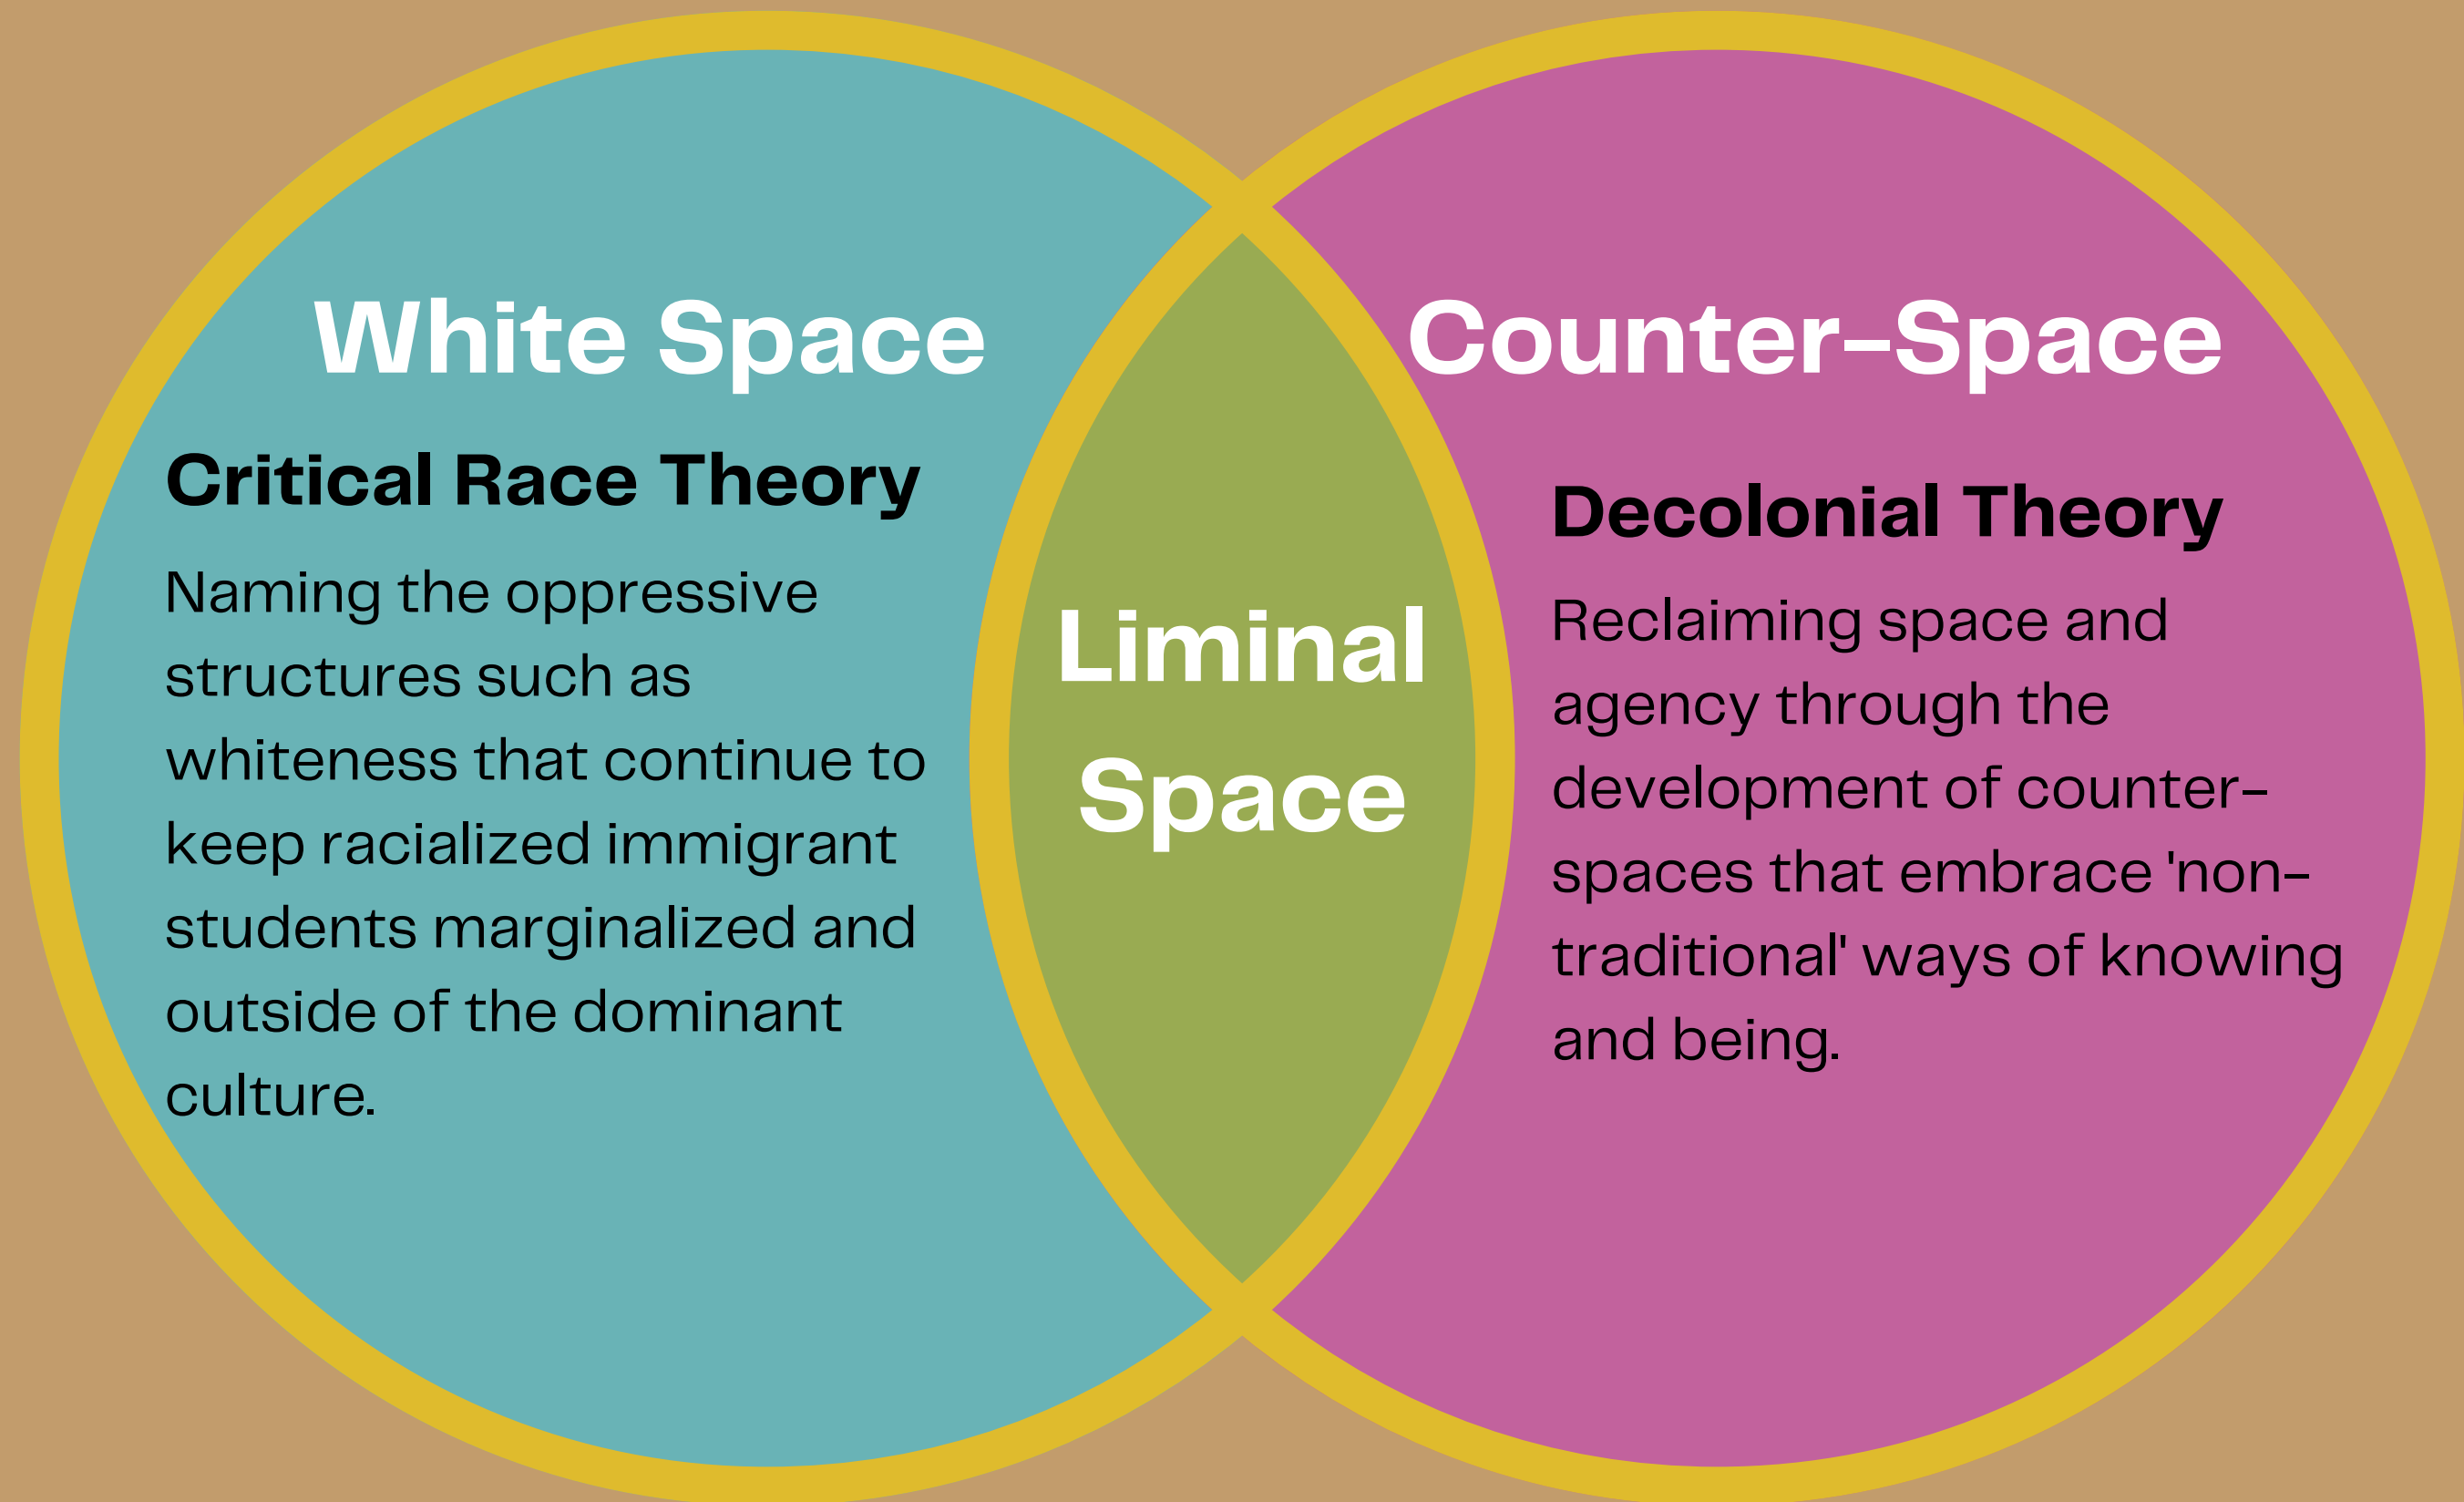 White Space
Critical Race Theory
Naming the oppressive
structures such as
whiteness that continue to
keep racialized immigrant
students marginalized and
outside of the dominant
culture.
Liminal
Space
Counter-Space
Decolonial Theory
Reclaiming space and
agency through the
development of counter-
spaces that embrace 'non-
traditional' ways of knowing
and being.